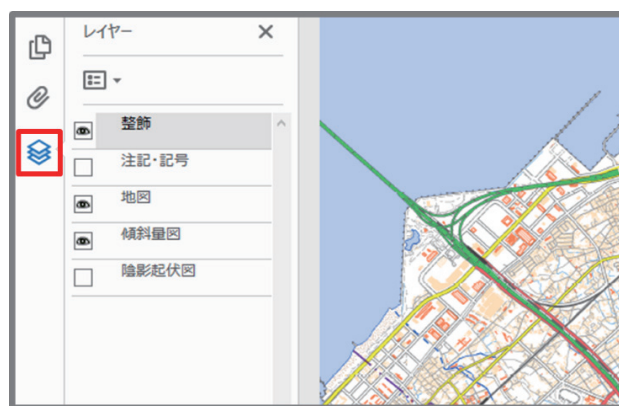 レイヤー
整飾
注記・記号
地図
傾斜量図
陰影起伏図